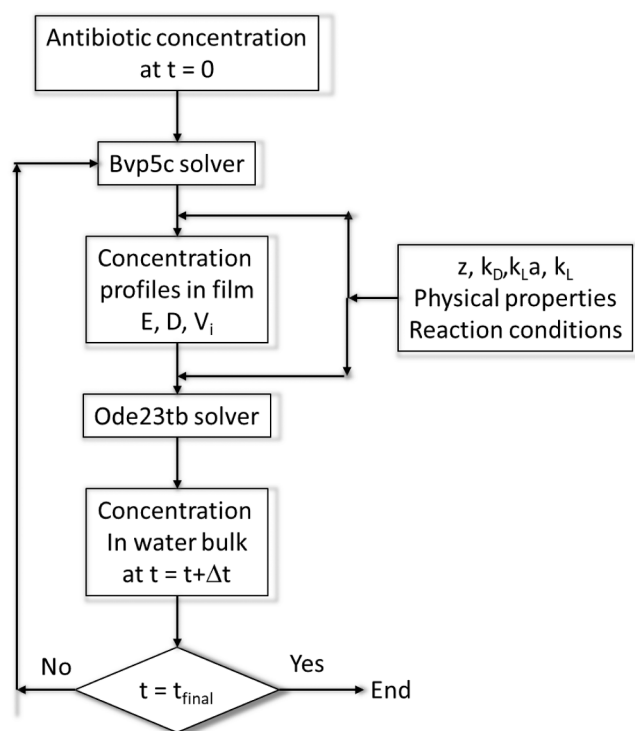 Antibiotic concentration
at t = 0
Bvp5c solver
Concentration
profiles in film
E, D, Vi
z, kD,kLa, kL
Physical properties
Reaction conditions
Ode23tb solver
Concentration
In water bulk
at t = t+Δt
No
Yes
t = tfinal
End